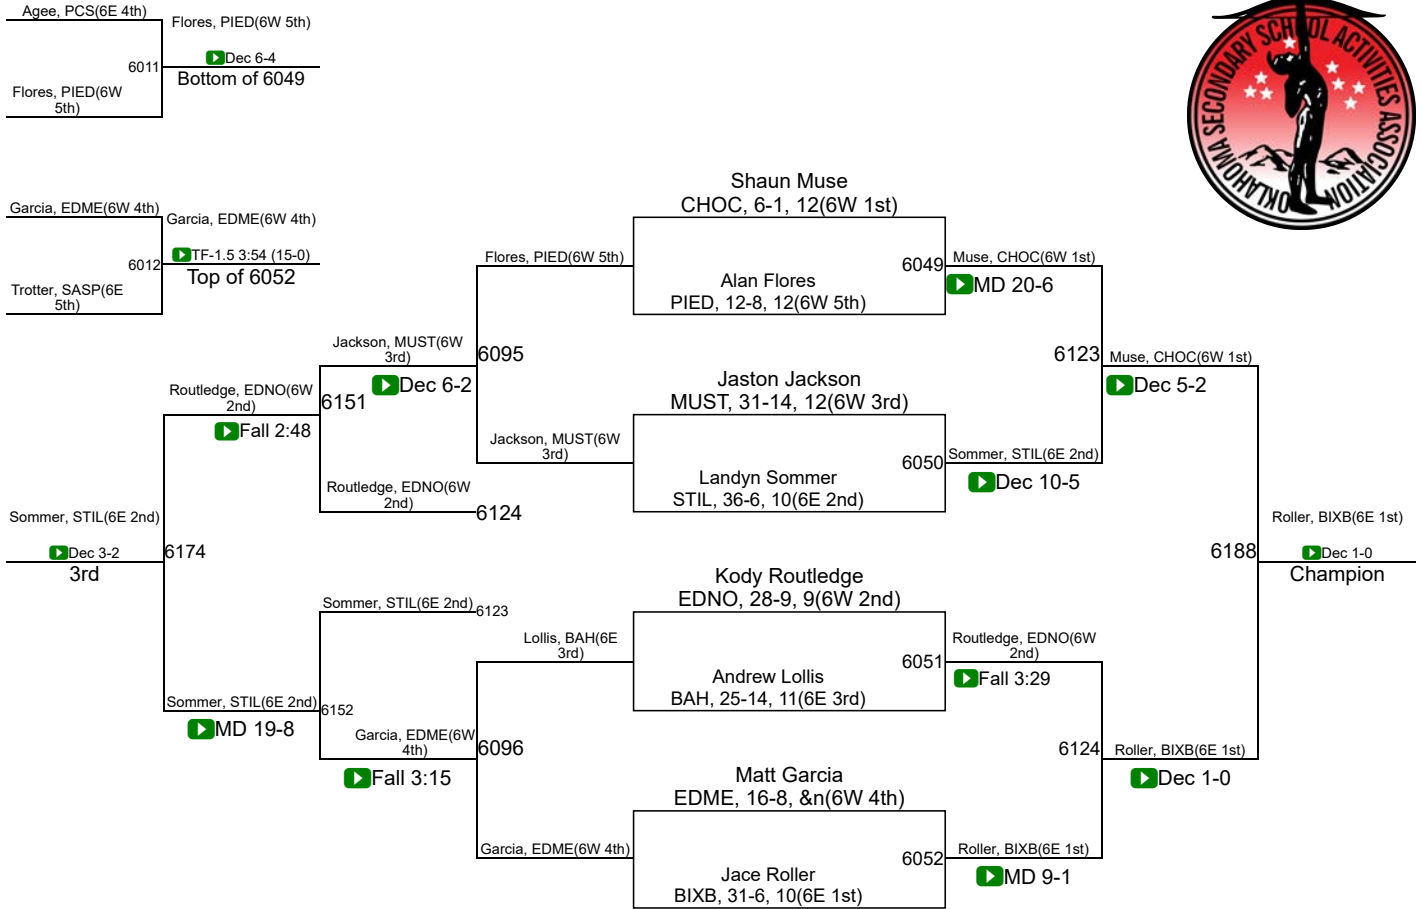 Agee, PCS(6E 4th)
Flores, PIED(6W 5th)
6011
Dec 6-4
Bottom of 6049
Flores, PIED(6W
5th)
OKLAHOMA SECONDARY SCHOOL ACTIVITIES ASSOCIATION
Garcia, EDME(6W 4th)
Garcia, EDME(6W 4th)
6012
TF-1.5 3:54 (15-0)
Top of 6052
Trotter, SASP(6E
5th)
Shaun Muse
CHOC, 6-1, 12(6W 1st)
Flores, PIED(6W 5th)
6049
Muse, CHOC(6W 1st)
Alan Flores
PIED, 12-8, 12(6W 5th)
MD 20-6
Jackson, MUST(6W
3rd)
6095
Dec 6-2
6123
Muse, CHOC(6W 1st)
Dec 5-2
Routledge, EDNO(6W
2nd)
6151
Fall 2:48
Jaston Jackson
MUST, 31-14, 12(6W 3rd)
Jackson, MUST(6W
3rd)
6050
Sommer, STIL(6E 2nd)
Landyn Sommer
STIL, 36-6, 10(6E 2nd)
Dec 10-5
Routledge, EDNO(6W
2nd)
6124
Sommer, STIL(6E 2nd)
Dec 3-2
3rd
6174
6188
Roller, BIXB(6E 1st)
Dec 1-0
Champion
Kody Routledge
EDNO, 28-9, 9(6W 2nd)
Sommer, STIL(6E 2nd)
6123
Lollis, BAH(6E
3rd)
6051
Routledge, EDNO(6W
2nd)
Andrew Lollis
BAH, 25-14, 11(6E 3rd)
Fall 3:29
Sommer, STIL(6E 2nd)
6152
MD 19-8
Garcia, EDME(6W
4th)
6096
Fall 3:15
6124
Roller, BIXB(6E 1st)
Dec 1-0
Matt Garcia
EDME, 16-8, &n(6W 4th)
Garcia, EDME(6W 4th)
6052
Roller, BIXB(6E 1st)
Jace Roller
BIXB, 31-6, 10(6E 1st)
MD 9-1